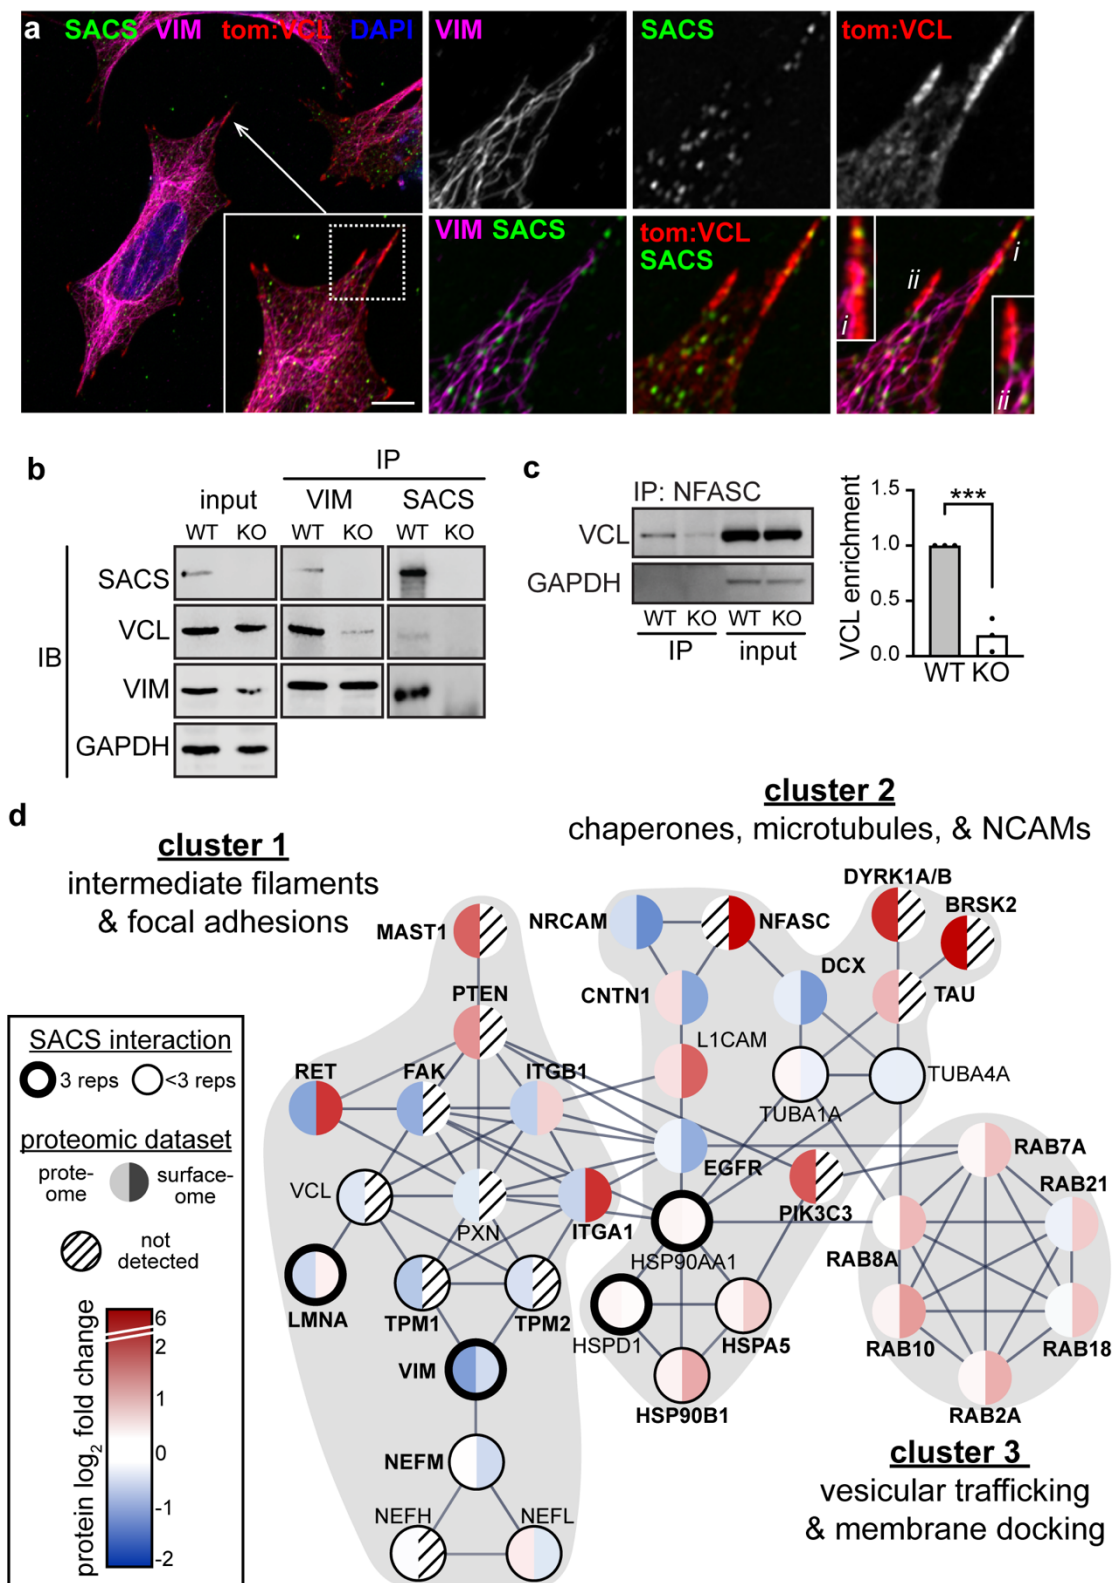 a SACS VIM tom:VCL DAPI
VIM
SACS
tom:VCL
VIM SACS
tom:VCL
SACS
i
ii
i
ii
b
IP
input VIM SACS
WT KO WT KO WT KO
IB
SACS
VCL
VIM
GAPDH
c
IP: NFASC
VCL
GAPDH
WT KO WT KO
IP input
VCL enrichment
1.5
1.0
0.5
0.0
***
WT KO
d
cluster 1
intermediate filaments
& focal adhesions
cluster 2
chaperones, microtubules, & NCAMs
cluster 3
vesicular trafficking
& membrane docking
SACS interaction
3 reps <3 reps
proteomic dataset
prote-
ome
surface-
ome
not
detected
protein log2 fold change
6
2
1
0
-1
-2
MAST1
PTEN
RET
FAK
ITGB1
VCL
PXN
ITGA1
LMNA
TPM1
TPM2
VIM
NEFM
NEFH
NEFL
NRCAM
NFASC
DYRK1A/B
BRSK2
CNTN1
DCX
TAU
L1CAM
TUBA1A
TUBA4A
EGFR
PIK3C3
HSP90AA1
HSPD1
HSPA5
HSP90B1
RAB7A
RAB21
RAB8A
RAB10
RAB18
RAB2A